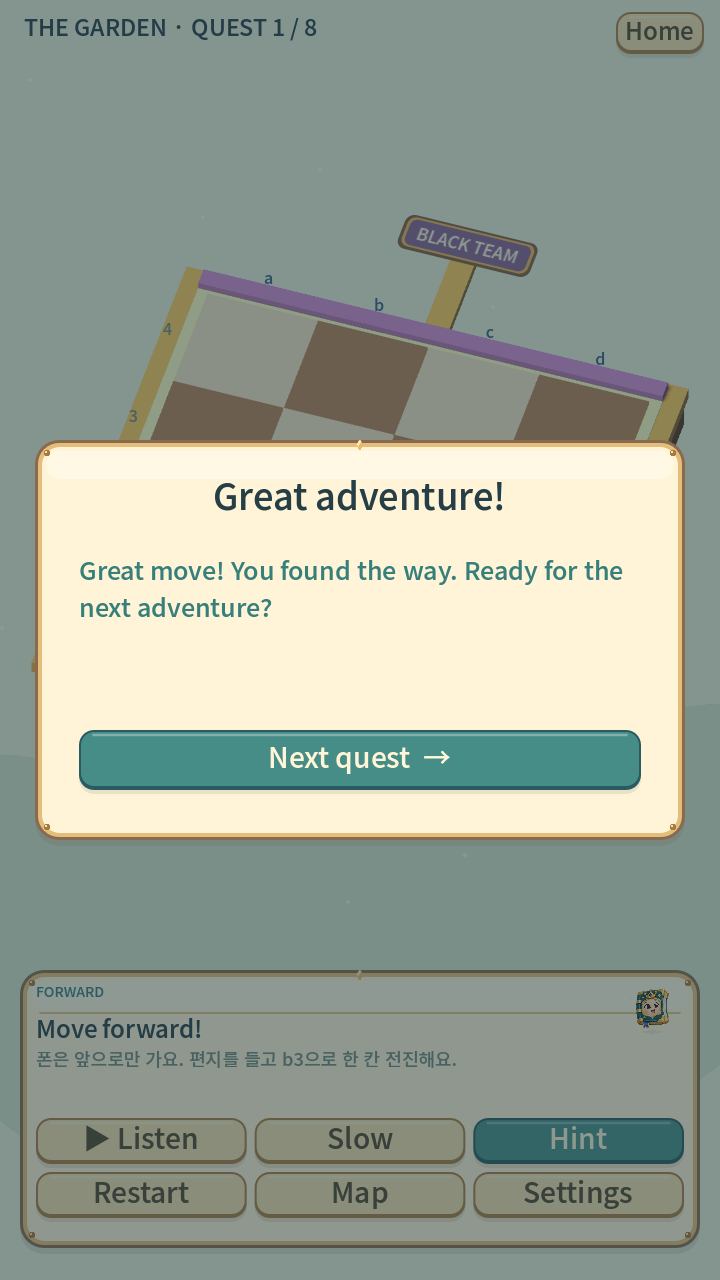 THE GARDEN · QUEST 1 / 8
Home
BLACK TEAM
a
b
c
d
4
3
Great adventure!
Great move! You found the way. Ready for the
next adventure?
Next quest →
FORWARD
Move forward!
폰은 앞으로만 가요. 편지를 들고 b3으로 한 칸 전진해요.
▶ Listen
Slow
Hint
Restart
Map
Settings